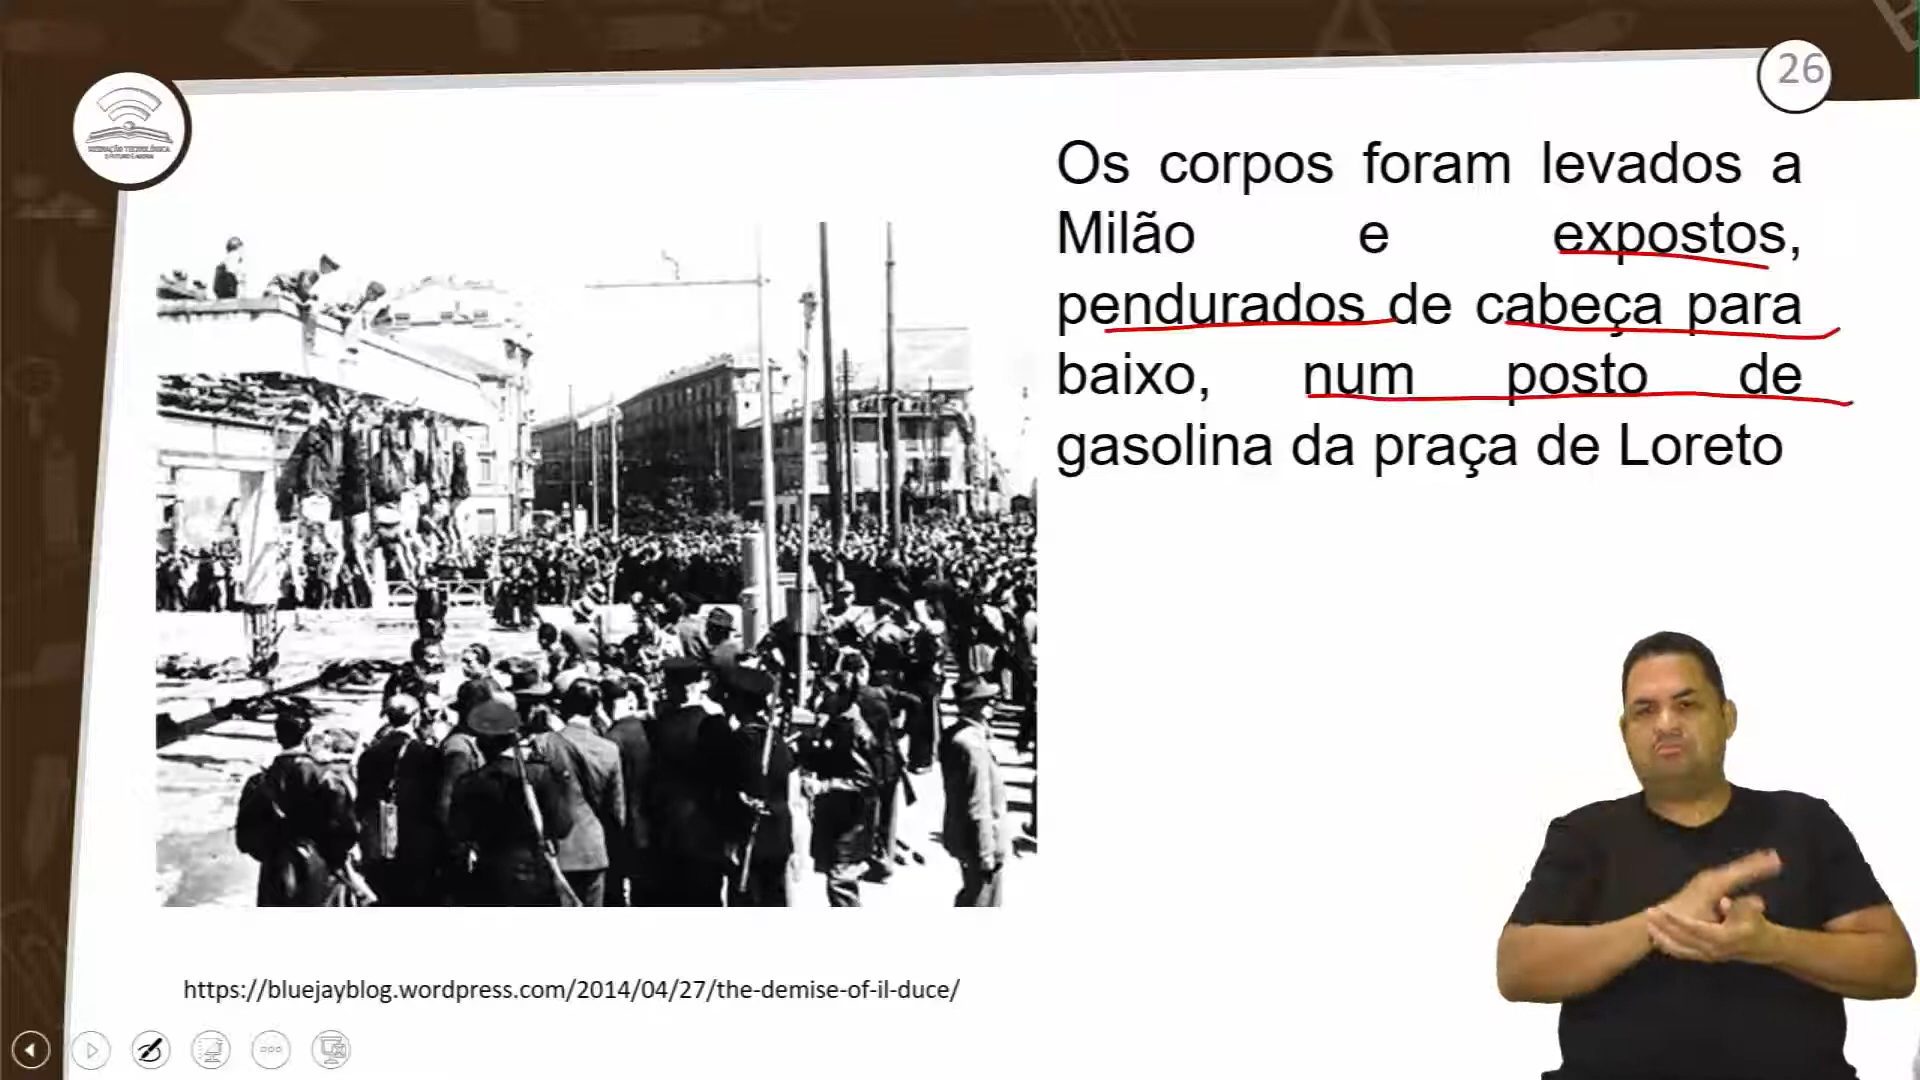 26
Os corpos foram levados a
Milão e expostos,
pendurados de cabeça para
baixo, num posto de
gasolina da praça de Loreto
https://bluejayblog.wordpress.com/2014/04/27/the-demise-of-il-duce/